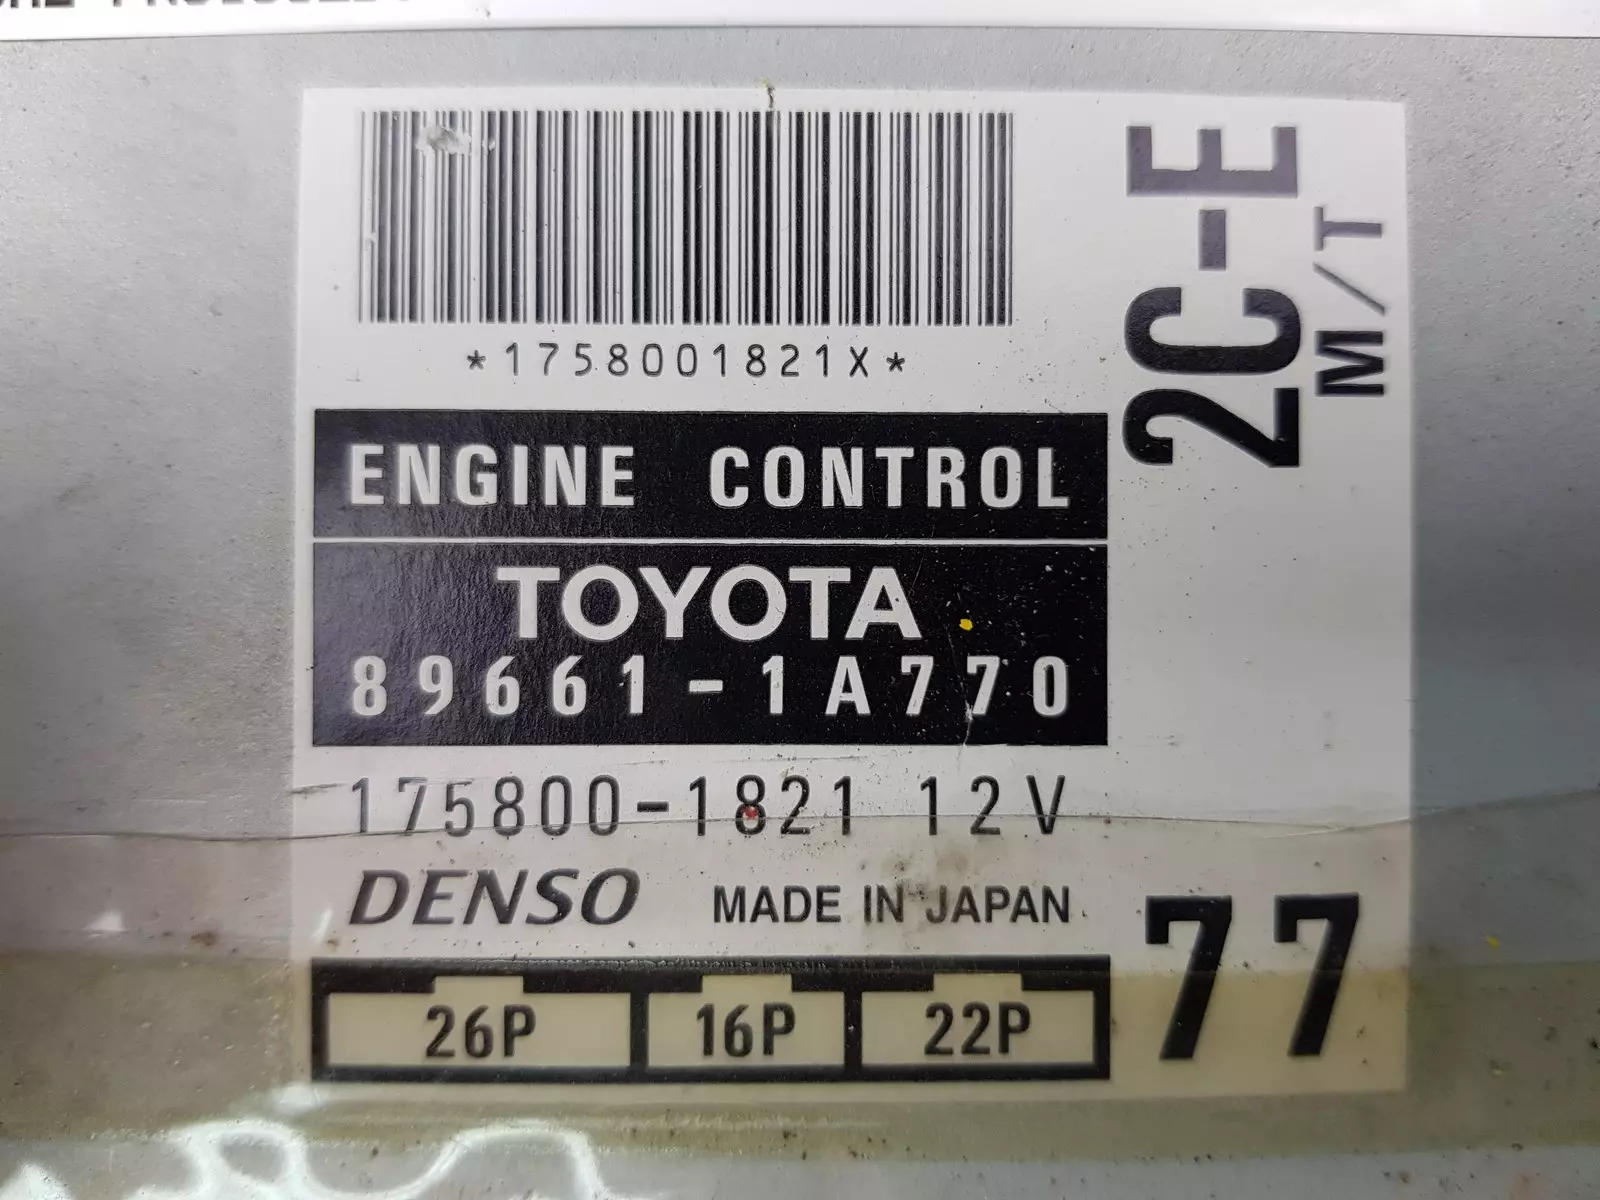 *1758001821X*
ENGINE CONTROL
TOYOTA
89661-1A770
175800-1821 12V
DENSO MADE IN JAPAN
26P 16P 22P
2C-E
M/T
77